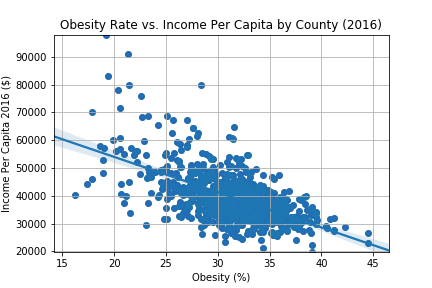 Obesity Rate vs. Income Per Capita by County (2016)
Income Per Capita 2016 ($)
90000
80000
70000
60000
50000
40000
30000
20000
15 20 25 30 35 40 45
Obesity (%)